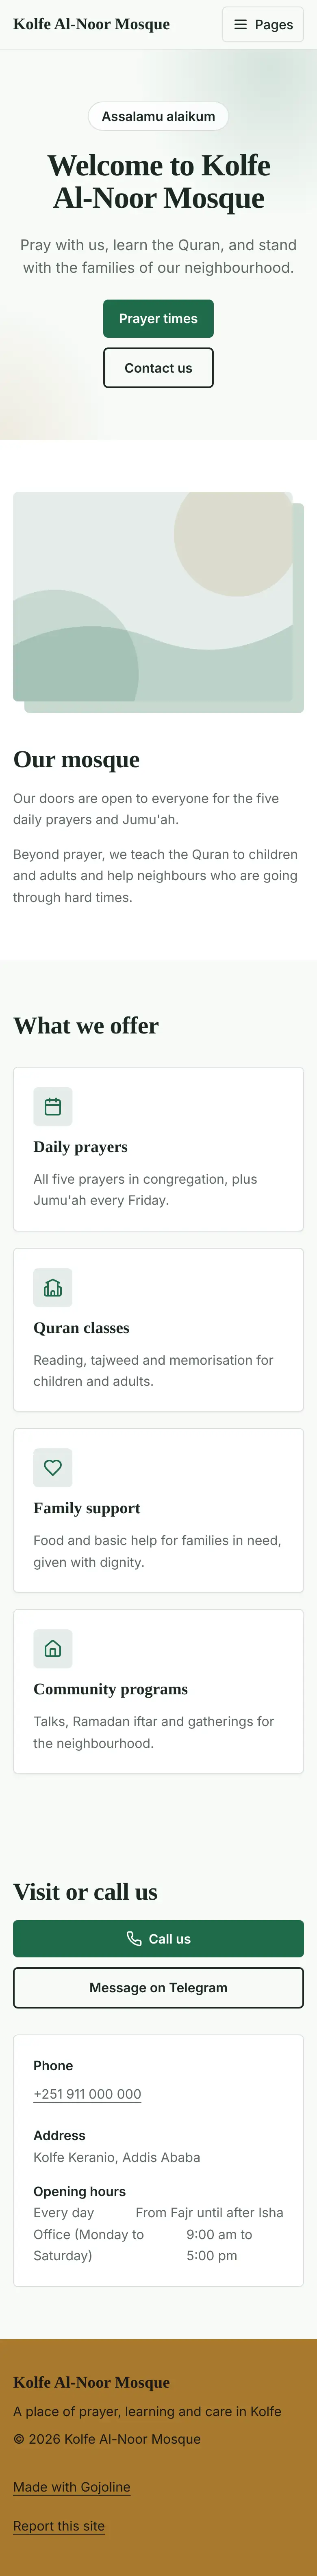 Kolfe Al-Noor Mosque
Pages
Assalamu alaikum
Welcome to Kolfe
Al-Noor Mosque
Pray with us, learn the Quran, and stand
with the families of our neighbourhood.
Prayer times
Contact us
Our mosque
Our doors are open to everyone for the five
daily prayers and Jumu'ah.
Beyond prayer, we teach the Quran to children
and adults and help neighbours who are going
through hard times.
What we offer
Daily prayers
All five prayers in congregation, plus
Jumu'ah every Friday.
Quran classes
Reading, tajweed and memorisation for
children and adults.
Family support
Food and basic help for families in need,
given with dignity.
Community programs
Talks, Ramadan iftar and gatherings for
the neighbourhood.
Visit or call us
Call us
Message on Telegram
Phone
+251 911 000 000
Address
Kolfe Keranio, Addis Ababa
Opening hours
Every day From Fajr until after Isha
Office (Monday to 9:00 am to
Saturday) 5:00 pm
Kolfe Al-Noor Mosque
A place of prayer, learning and care in Kolfe
© 2026 Kolfe Al-Noor Mosque
Made with Gojoline
Report this site